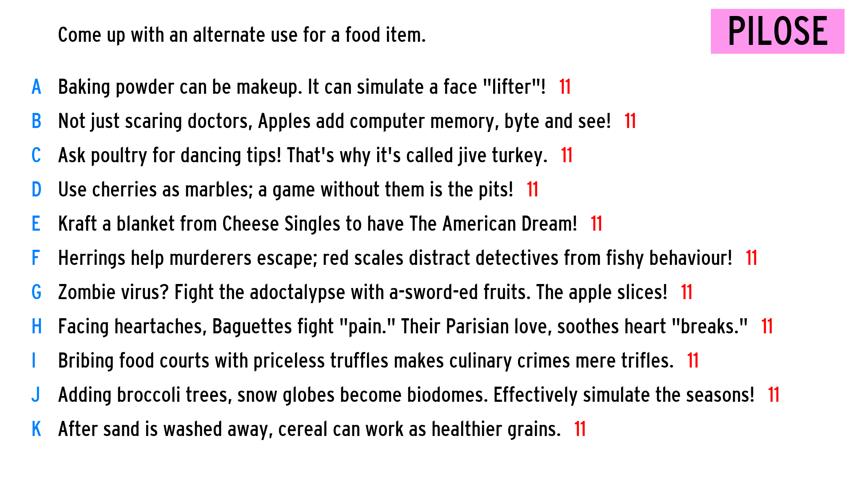 Come up with an alternate use for a food item.
PILOSE
A Baking powder can be makeup. It can simulate a face "lifter"! 11
B Not just scaring doctors, Apples add computer memory, byte and see! 11
C Ask poultry for dancing tips! That's why it's called jive turkey. 11
D Use cherries as marbles; a game without them is the pits! 11
E Kraft a blanket from Cheese Singles to have The American Dream! 11
F Herrings help murderers escape; red scales distract detectives from fishy behaviour! 11
G Zombie virus? Fight the adoctalypse with a-sword-ed fruits. The apple slices! 11
H Facing heartaches, Baguettes fight "pain." Their Parisian love, soothes heart "breaks." 11
I Bribing food courts with priceless truffles makes culinary crimes mere trifles. 11
J Adding broccoli trees, snow globes become biodomes. Effectively simulate the seasons! 11
K After sand is washed away, cereal can work as healthier grains. 11